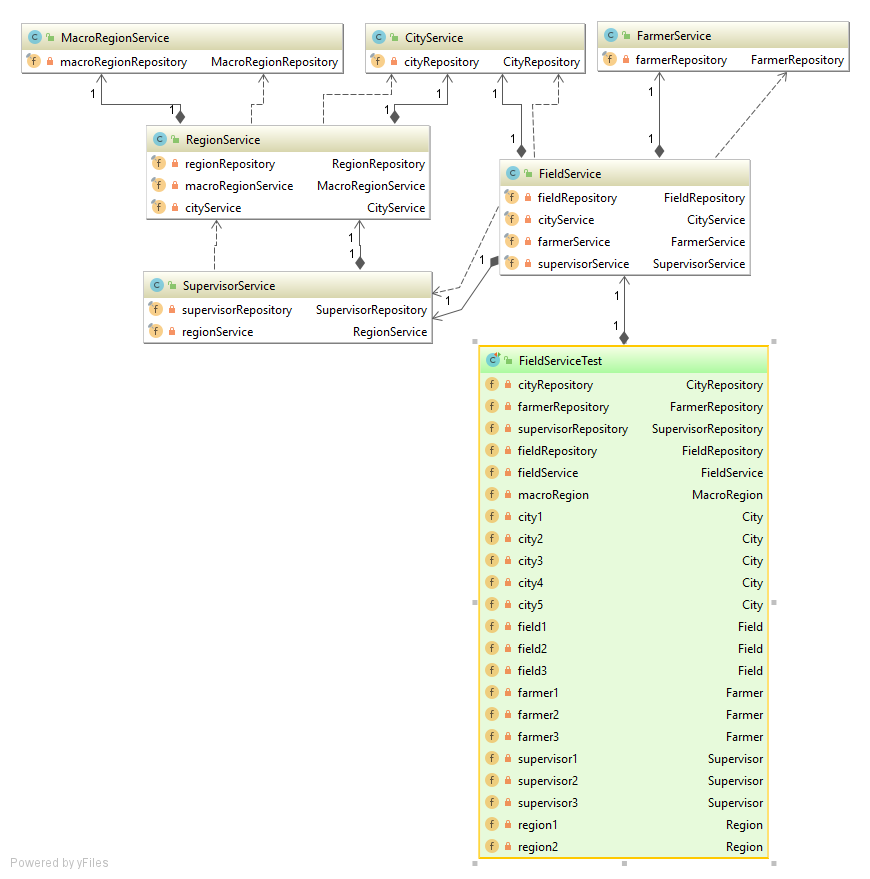 MacroRegionService
macroRegionRepository MacroRegionRepository
CityService
cityRepository CityRepository
FarmerService
farmerRepository FarmerRepository
1
1
1
1
1
1
1
1
RegionService
regionRepository RegionRepository
macroRegionService MacroRegionService
cityService CityService
FieldService
fieldRepository FieldRepository
cityService CityService
farmerService FarmerService
supervisorService SupervisorService
1
1
1
1
SupervisorService
supervisorRepository SupervisorRepository
regionService RegionService
1
1
FieldServiceTest
cityRepository CityRepository
farmerRepository FarmerRepository
supervisorRepository SupervisorRepository
fieldRepository FieldRepository
fieldService FieldService
macroRegion MacroRegion
city1 City
city2 City
city3 City
city4 City
city5 City
field1 Field
field2 Field
field3 Field
farmer1 Farmer
farmer2 Farmer
farmer3 Farmer
supervisor1 Supervisor
supervisor2 Supervisor
supervisor3 Supervisor
region1 Region
region2 Region
Powered by yFiles